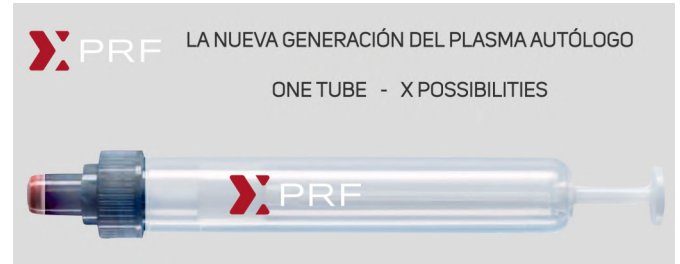 PRF
LA NUEVA GENERACIÓN DEL PLASMA AUTÓLOGO
ONE TUBE - X POSSIBILITIES
PRF